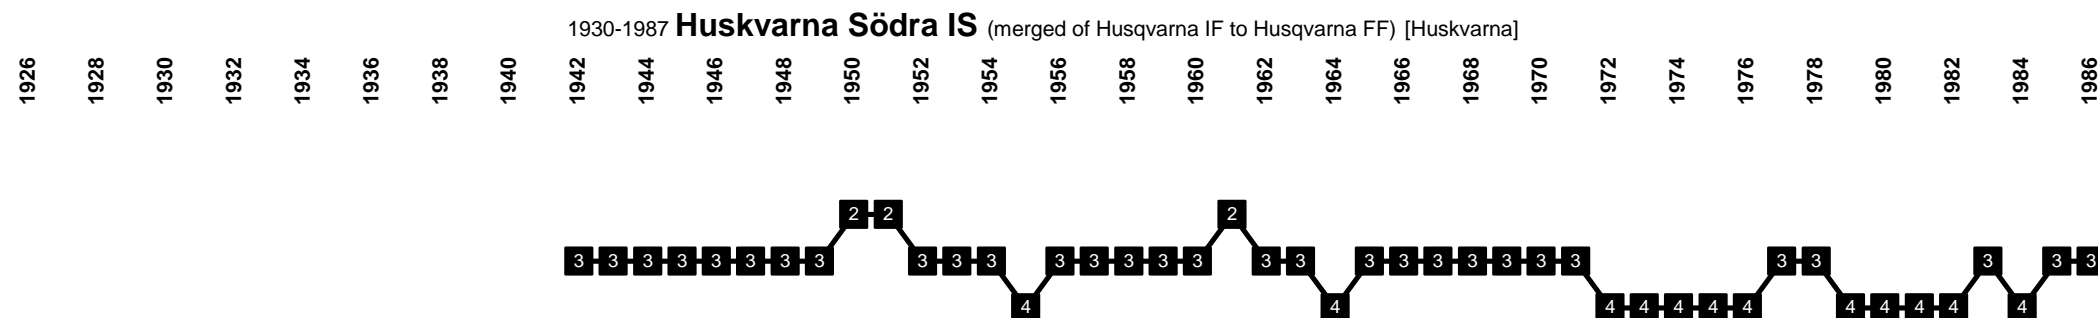 1930-1987 Huskvarna Södra IS (merged of Husqvarna IF to Husqvarna FF) [Huskvarna]
1926 1928 1930 1932 1934 1936 1938 1940 1942 1944 1946 1948 1950 1952 1954 1956 1958 1960 1962 1964 1966 1968 1970 1972 1974 1976 1978 1980 1982 1984 1986
2 2 2
3 3 3 3 3 3 3 3 3 3 3 3 3 3 3 3 3 3 3 3 3 3 3 3 3 3 3 3 3 3
4 4 4 4 4 4 4 4 4 4 4 4